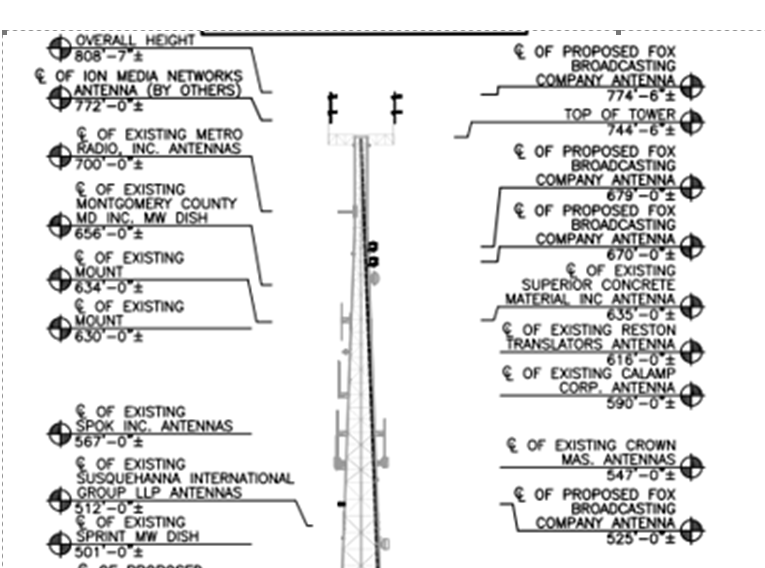 OVERALL HEIGHT
808'-7"±
℄ OF ION MEDIA NETWORKS
ANTENNA (BY OTHERS)
772'-0"±
℄ OF EXISTING METRO
RADIO, INC. ANTENNAS
700'-0"±
℄ OF EXISTING
MONTGOMERY COUNTY
MD INC. MW DISH
656'-0"±
℄ OF EXISTING
MOUNT
634'-0"±
℄ OF EXISTING
MOUNT
630'-0"±
℄ OF EXISTING
SPOK INC. ANTENNAS
567'-0"±
℄ OF EXISTING
SUSQUEHANNA INTERNATIONAL
GROUP LLP ANTENNAS
512'-0"±
℄ OF EXISTING
SPRINT MW DISH
501'-0"±
℄ OF PROPOSED
℄ OF PROPOSED FOX
BROADCASTING
COMPANY ANTENNA
774'-6"±
TOP OF TOWER
744'-6"±
℄ OF PROPOSED FOX
BROADCASTING
COMPANY ANTENNA
679'-0"±
℄ OF PROPOSED FOX
BROADCASTING
COMPANY ANTENNA
670'-0"±
℄ OF EXISTING
SUPERIOR CONCRETE
MATERIAL INC ANTENNA
635'-0"±
℄ OF EXISTING RESTON
TRANSLATORS ANTENNA
616'-0"±
℄ OF EXISTING CALAMP
CORP. ANTENNA
590'-0"±
℄ OF EXISTING CROWN
MAS. ANTENNAS
547'-0"±
℄ OF PROPOSED FOX
BROADCASTING
COMPANY ANTENNA
525'-0"±